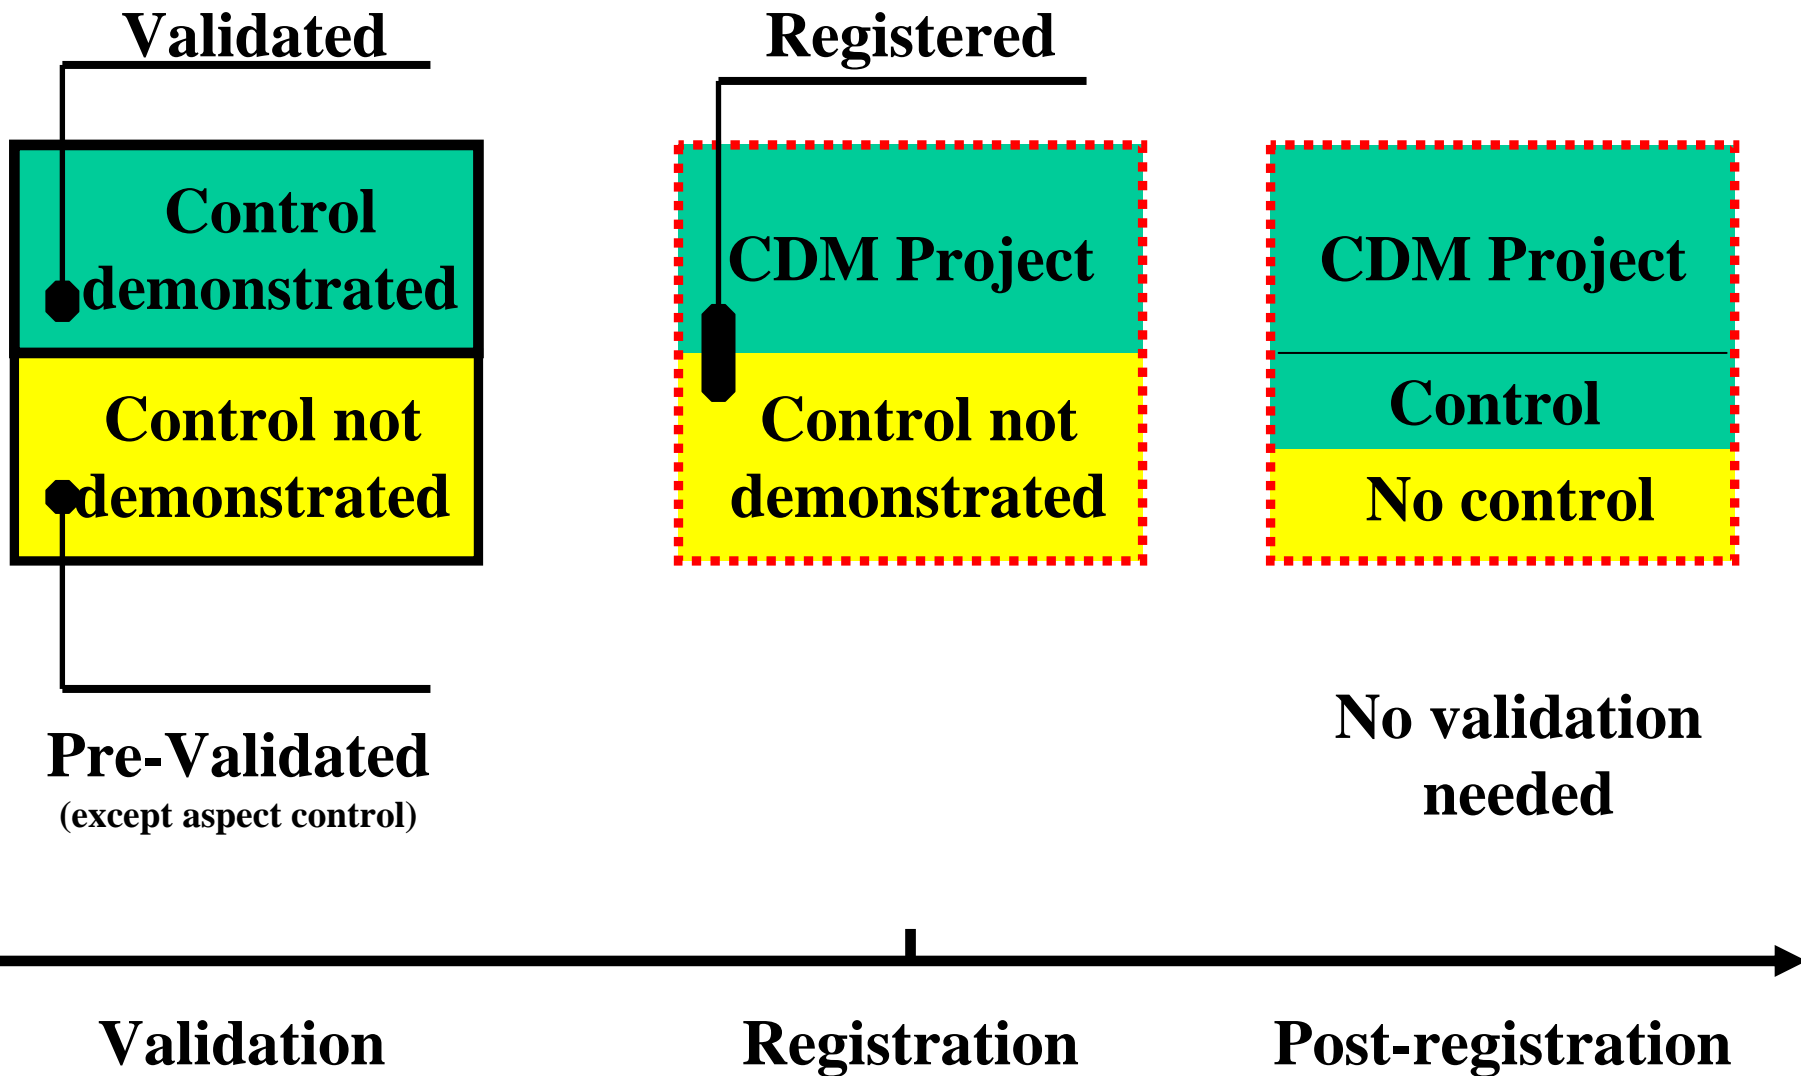 Validated
Control
demonstrated
Control not
demonstrated
Pre-Validated
(except aspect control)
Registered
CDM Project
Control not
demonstrated
CDM Project
Control
No control
No validation
needed
Validation
Registration
Post-registration